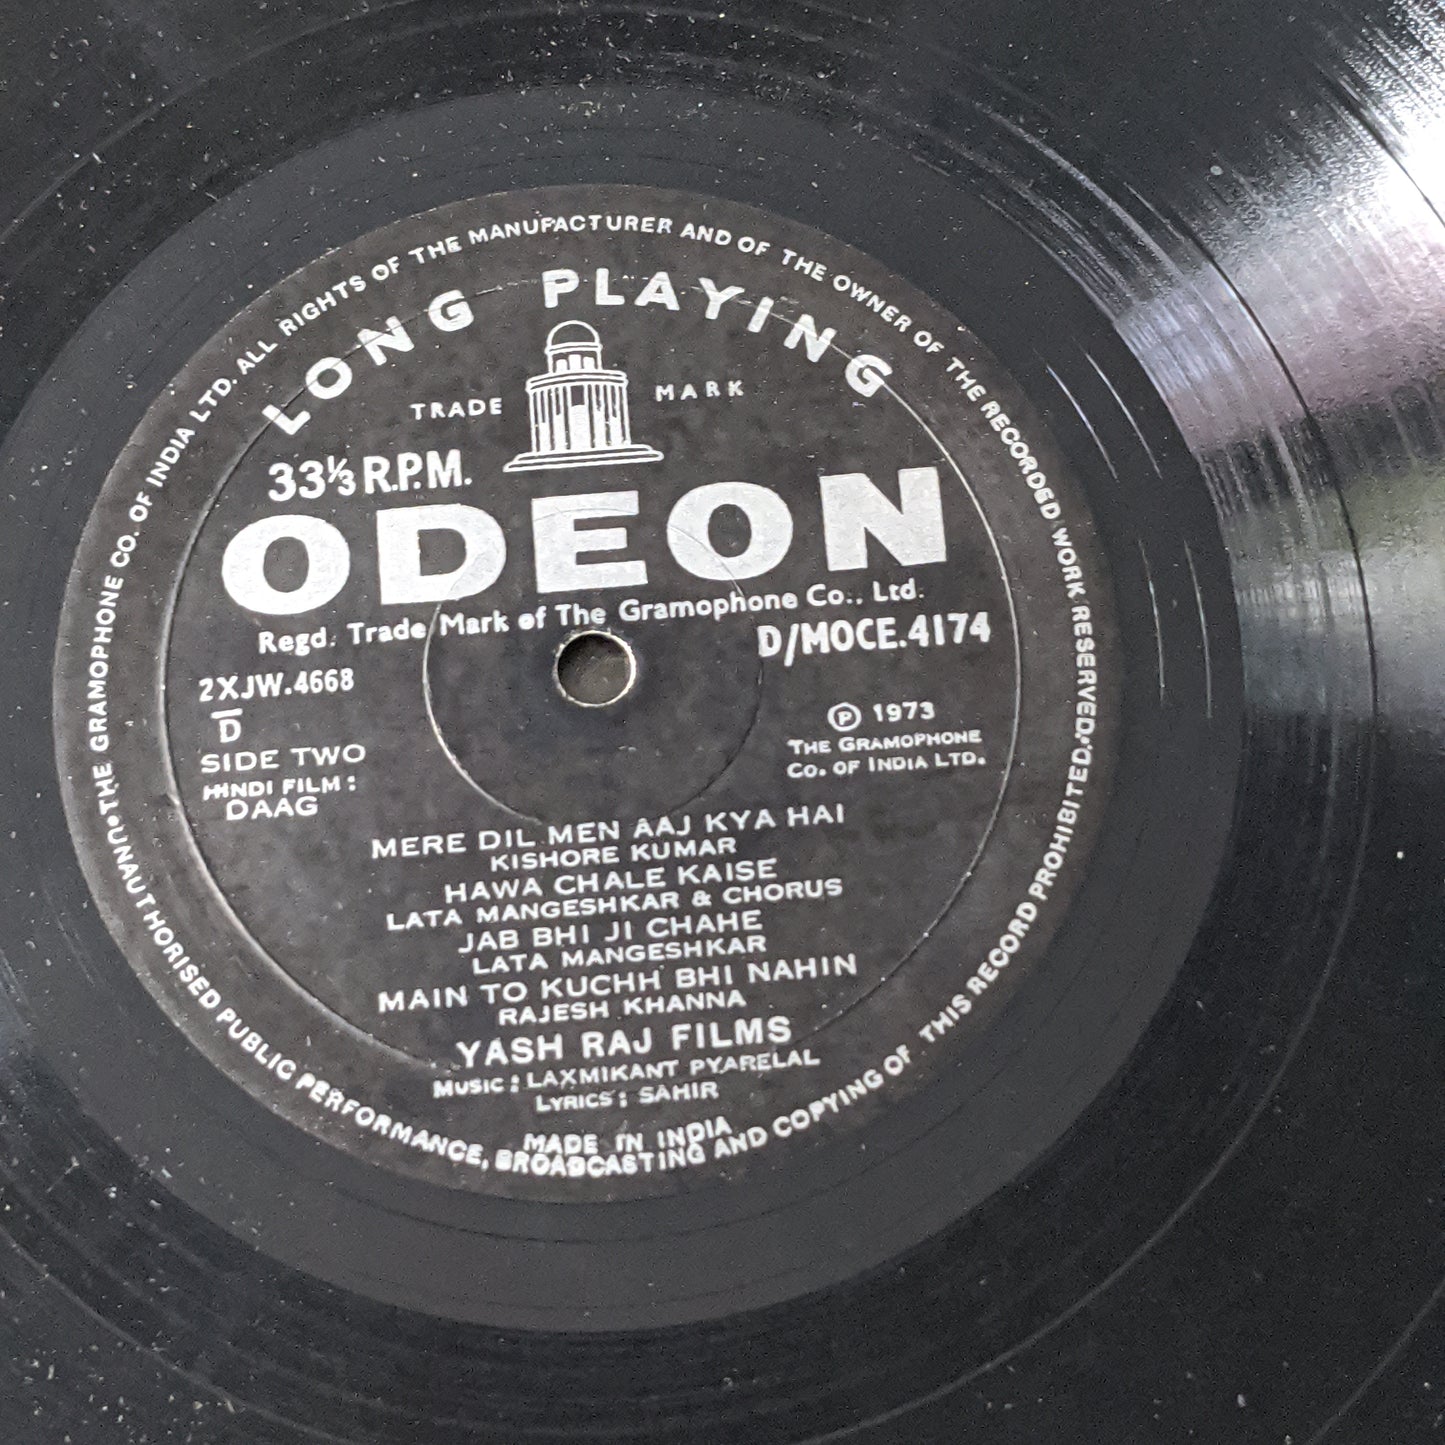 THE GRAMOPHONE CO. OF INDIA LTD. ALL RIGHTS OF THE MANUFACTURER AND OF THE OWNER OF THE RECORDED WORK RESERVED.
LONG PLAYING
TRADE MARK
33⅓ R.P.M.
ODEON
Regd. Trade Mark of The Gramophone Co., Ltd.
D/MOCE.4174
2XJW.4668
D
SIDE TWO
HINDI FILM:
DAAG
Ⓟ 1973
THE GRAMOPHONE
CO. OF INDIA LTD.
MERE DIL MEN AAJ KYA HAI
KISHORE KUMAR
HAWA CHALE KAISE
LATA MANGESHKAR & CHORUS
JAB BHI JI CHAHE
LATA MANGESHKAR
MAIN TO KUCHH BHI NAHIN
RAJESH KHANNA
YASH RAJ FILMS
MUSIC: LAXMIKANT PYARELAL
LYRICS: SAHIR
MADE IN INDIA
UNAUTHORISED PUBLIC PERFORMANCE, BROADCASTING AND COPYING OF THIS RECORD PROHIBITED.